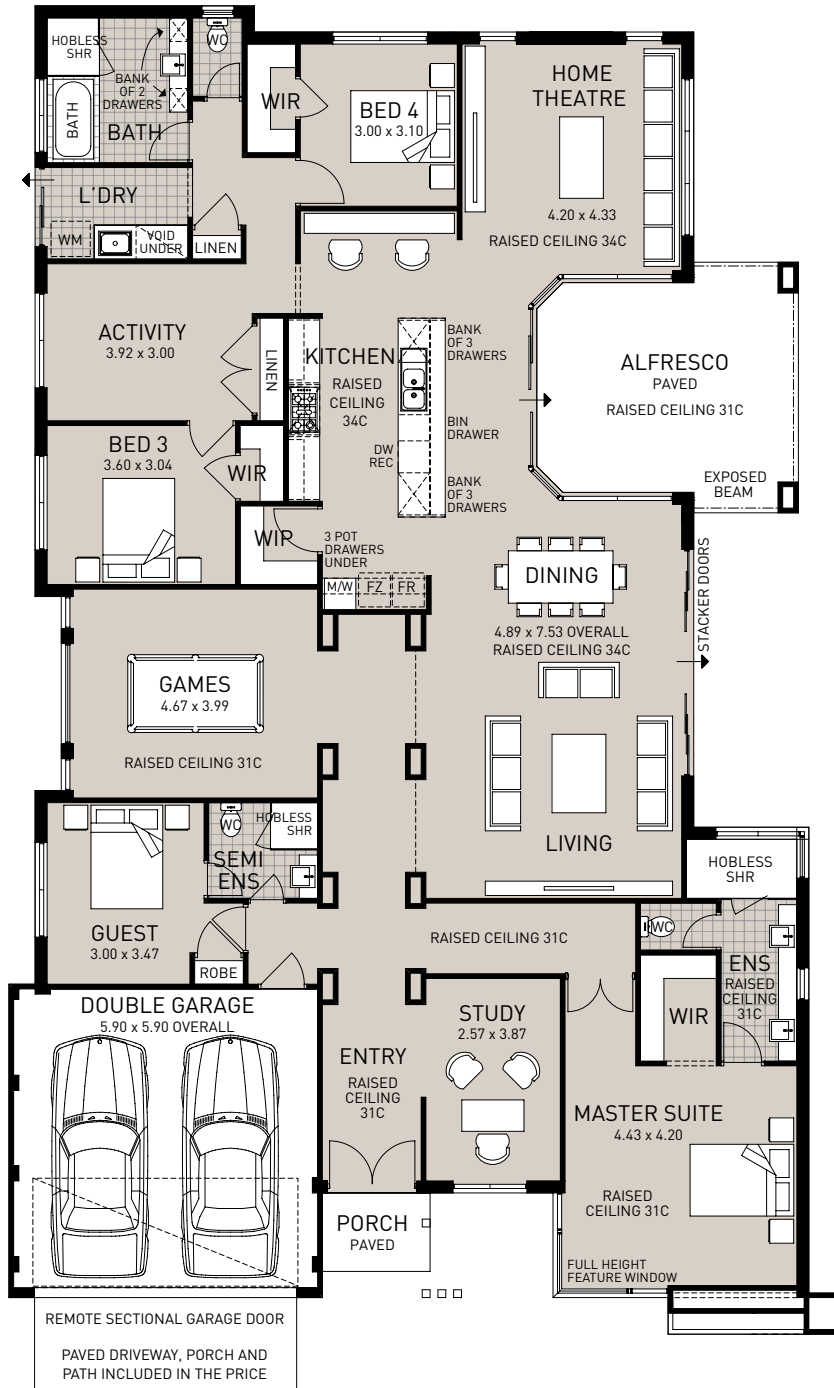 HOBLESS
SHR
WC
BANK
OF 2
DRAWERS
BATH
BATH
WIR
BED 4
3.00 x 3.10
HOME
THEATRE
4.20 x 4.33
RAISED CEILING 34C
L'DRY
WM
VOID
UNDER
LINEN
ACTIVITY
3.92 x 3.00
LINEN
KITCHEN
RAISED
CEILING
34C
BANK
OF 3
DRAWERS
BIN
DRAWER
DW
REC
BANK
OF 3
DRAWERS
ALFRESCO
PAVED
RAISED CEILING 31C
EXPOSED
BEAM
BED 3
3.60 x 3.04
WIR
WIP
3 POT
DRAWERS
UNDER
M/W
FZ
FR
DINING
4.89 x 7.53 OVERALL
RAISED CEILING 34C
STACKER DOORS
GAMES
4.67 x 3.99
RAISED CEILING 31C
LIVING
WC
HOBLESS
SHR
SEMI
ENS
GUEST
3.00 x 3.47
ROBE
HOBLESS
SHR
RAISED CEILING 31C
WC
ENS
RAISED
CEILING
31C
WIR
DOUBLE GARAGE
5.90 x 5.90 OVERALL
ENTRY
RAISED
CEILING
31C
STUDY
2.57 x 3.87
MASTER SUITE
4.43 x 4.20
RAISED
CEILING 31C
FULL HEIGHT
FEATURE WINDOW
PORCH
PAVED
REMOTE SECTIONAL GARAGE DOOR
PAVED DRIVEWAY, PORCH AND
PATH INCLUDED IN THE PRICE